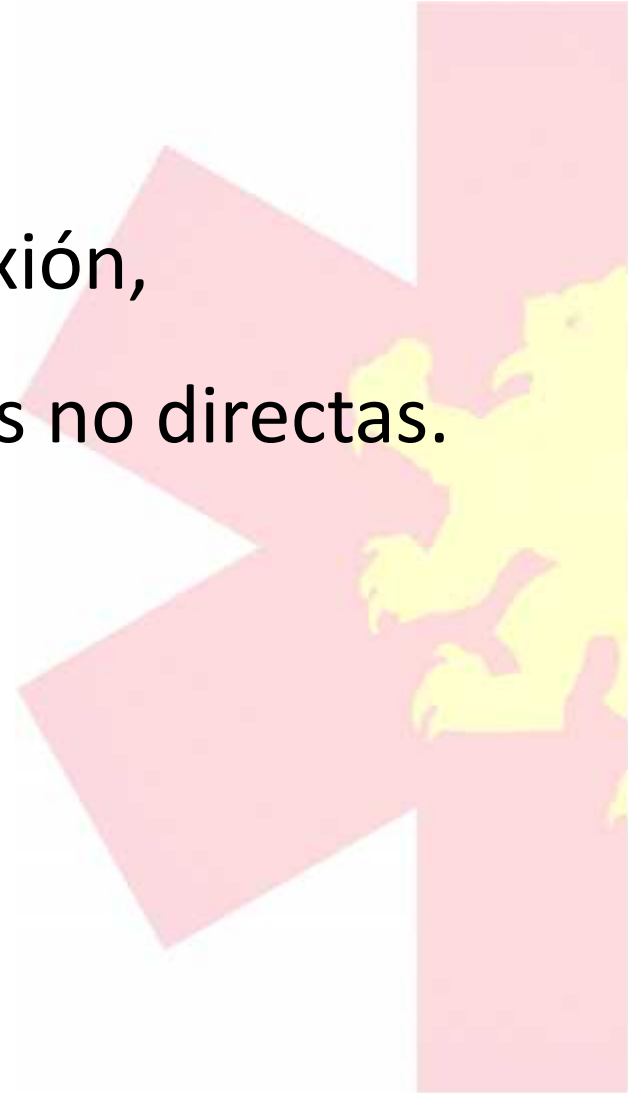 xión,
s no directas.